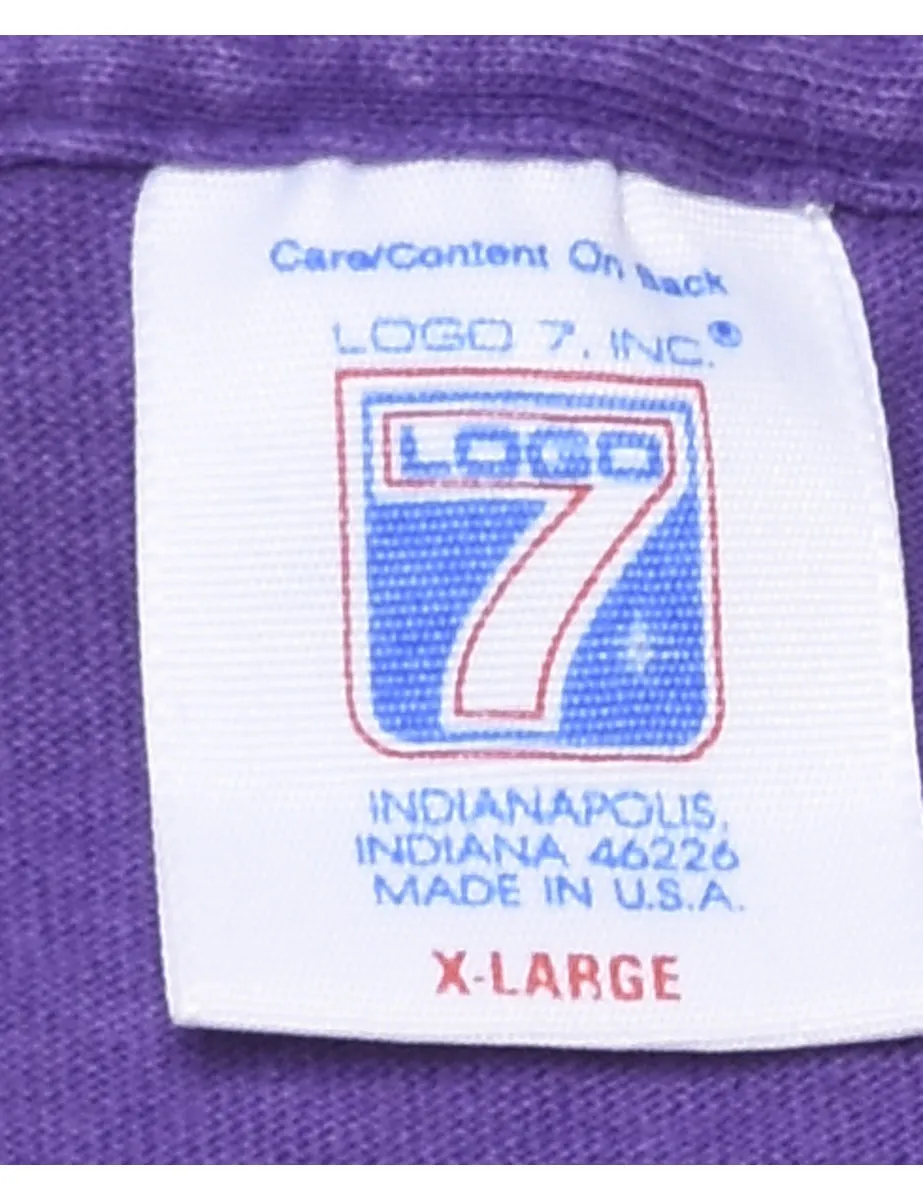 Care/Content On Back
LOGO 7, INC.®
LOGO
7
INDIANAPOLIS,
INDIANA 46226
MADE IN U.S.A.
X-LARGE